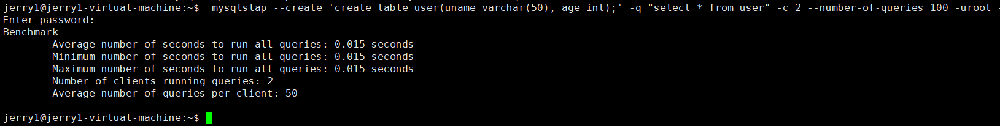 jerry1@jerry1-virtual-machine:~$  mysqlslap --create='create table user(uname varchar(50), age int);' -q "select * from user" -c 2 --number-of-queries=100 -uroot -
Enter password:
Benchmark
        Average number of seconds to run all queries: 0.015 seconds
        Minimum number of seconds to run all queries: 0.015 seconds
        Maximum number of seconds to run all queries: 0.015 seconds
        Number of clients running queries: 2
        Average number of queries per client: 50
jerry1@jerry1-virtual-machine:~$